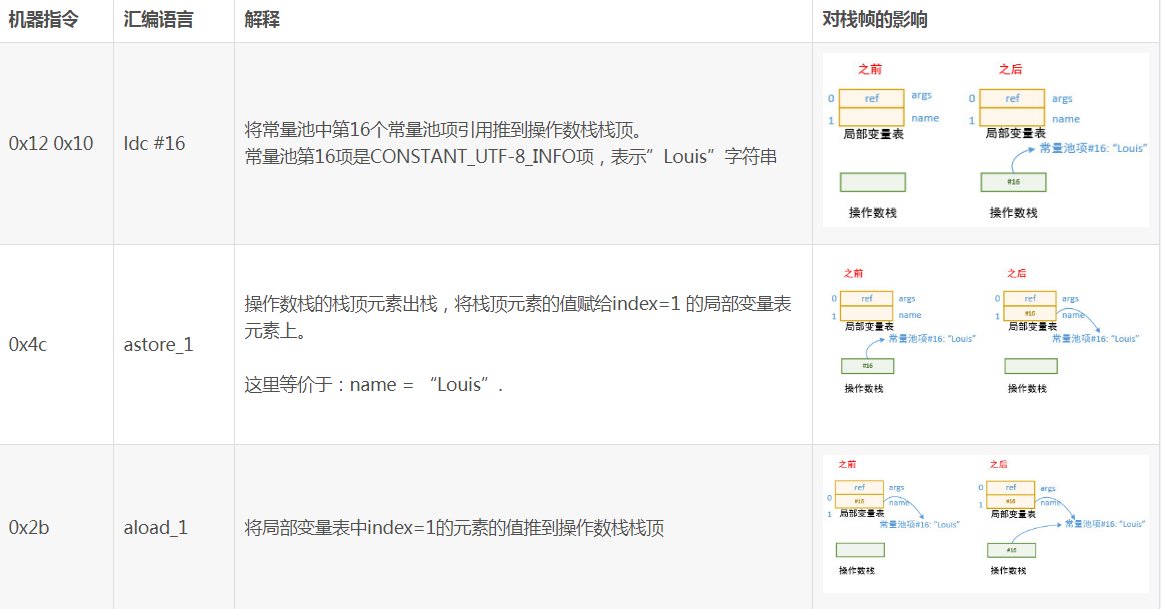 机器指令 汇编语言 解释 对栈帧的影响
0x12 0x10 ldc #16
将常量池中第16个常量池项引用推到操作数栈栈顶。
常量池第16项是CONSTANT_UTF-8_INFO项，表示”Louis”字符串
之前 之后
0 ref args 0 ref args
1 name 1 name
局部变量表 局部变量表
常量池项#16: “Louis”
#16
操作数栈 操作数栈
0x4c astore_1
操作数栈的栈顶元素出栈，将栈顶元素的值赋给index=1 的局部变量表
元素上。
这里等价于：name = “Louis”.
之前 之后
0 ref args 0 ref args
1 name 1 #16 name
局部变量表 局部变量表
常量池项#16: “Louis” 常量池项#16: “Louis”
#16
操作数栈 操作数栈
0x2b aload_1
将局部变量表中index=1的元素的值推到操作数栈栈顶
之前 之后
0 ref args 0 ref args
1 #16 name 1 #16 name
局部变量表 局部变量表
常量池项#16: “Louis” 常量池项#16: “Louis”
#16
操作数栈 操作数栈